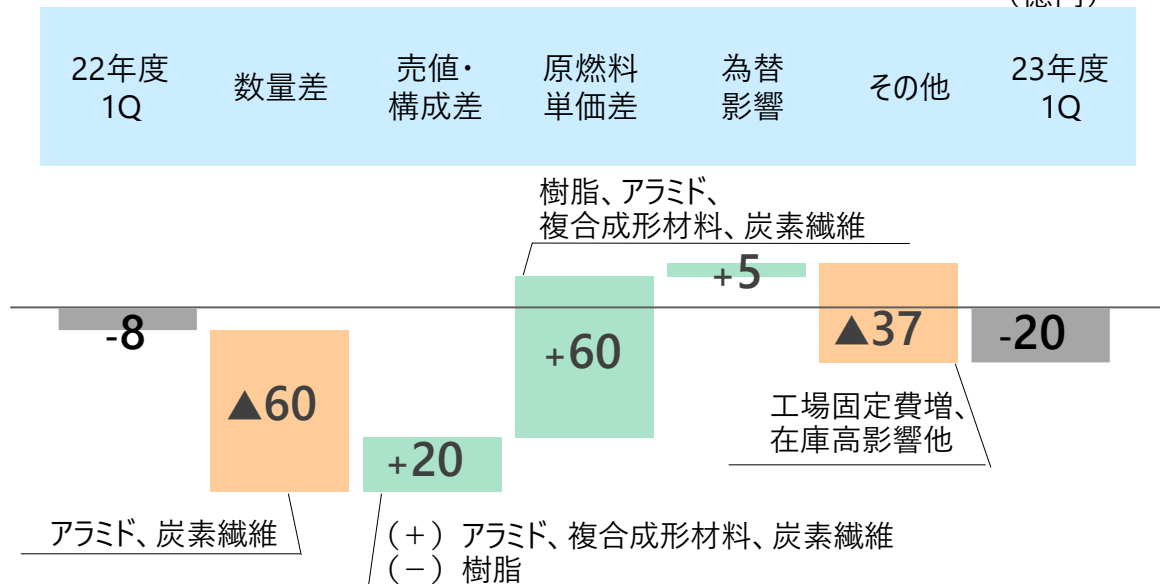 （億円）
22年度
1Q
数量差
売値・
構成差
原燃料
単価差
為替
影響
その他
23年度
1Q
樹脂、アラミド、
複合成形材料、炭素繊維
-8
▲60
+20
+60
+5
▲37
-20
工場固定費増、
在庫高影響他
アラミド、炭素繊維
（＋） アラミド、複合成形材料、炭素繊維
（－） 樹脂